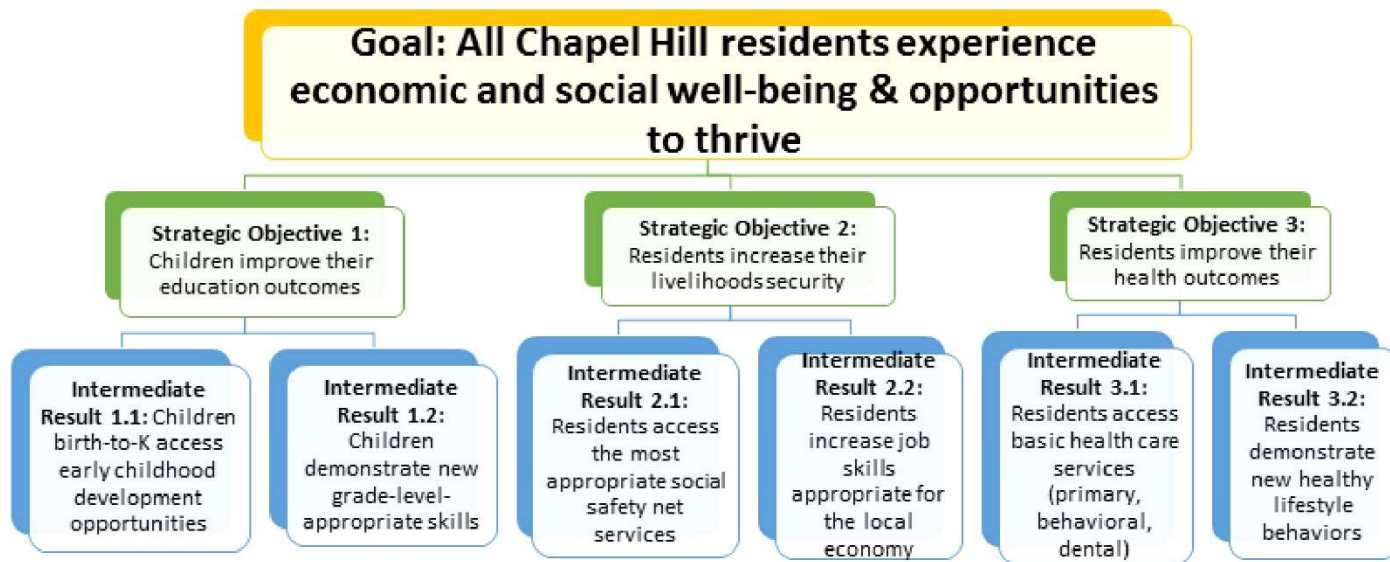 Goal: All Chapel Hill residents experience
economic and social well-being & opportunities
to thrive
Strategic Objective 1:
Children improve their
education outcomes
Strategic Objective 2:
Residents increase their
livelihoods security
Strategic Objective 3:
Residents improve their
health outcomes
Intermediate
Result 1.1: Children
birth-to-K access
early childhood
development
opportunities
Intermediate
Result 1.2:
Children
demonstrate new
grade-level-
appropriate skills
Intermediate
Result 2.1:
Residents access
the most
appropriate social
safety net
services
Intermediate
Result 2.2:
Residents
increase job
skills
appropriate for
the local
economy
Intermediate
Result 3.1:
Residents access
basic health care
services
(primary,
behavioral,
dental)
Intermediate
Result 3.2:
Residents
demonstrate
new healthy
lifestyle
behaviors